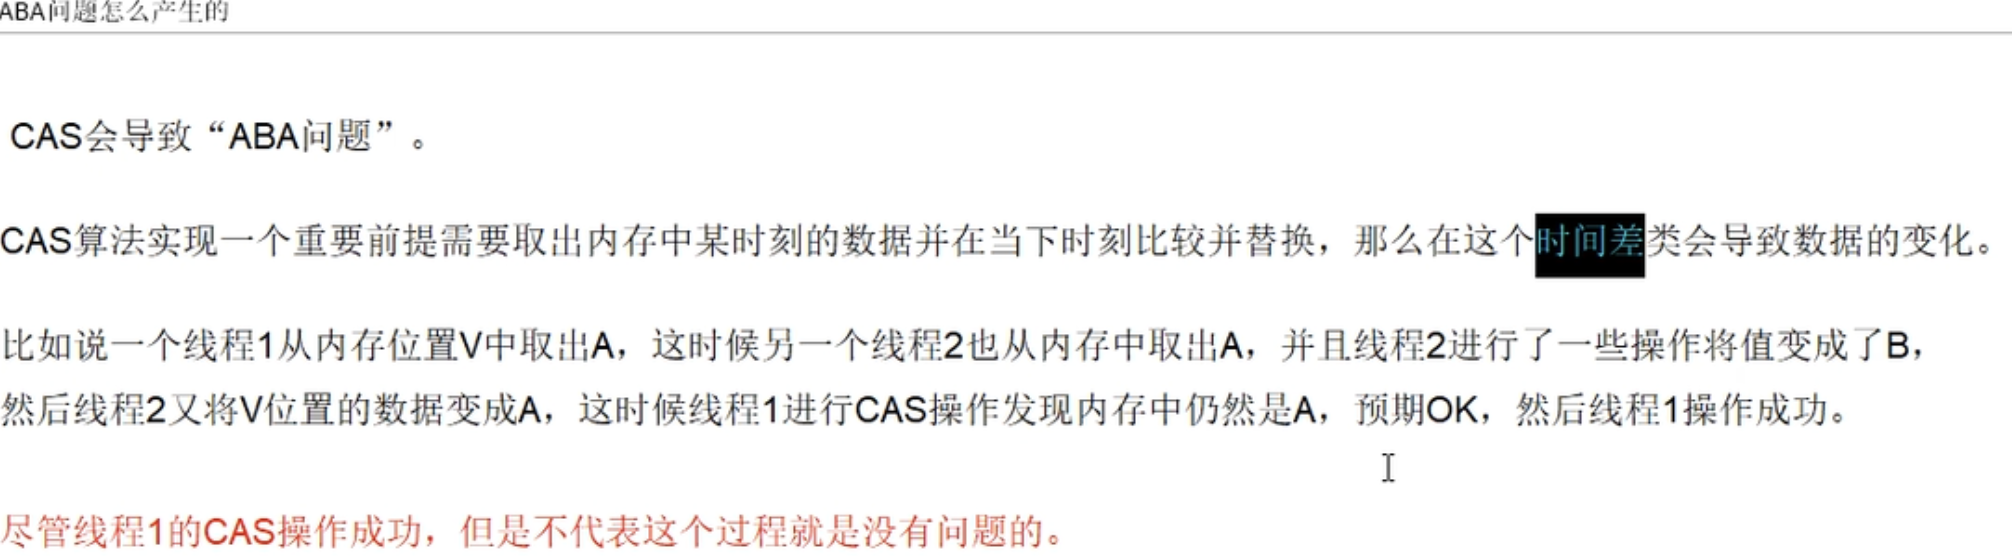 ABA问题怎么产生的
CAS会导致“ABA问题”。
CAS算法实现一个重要前提需要取出内存中某时刻的数据并在当下时刻比较并替换，那么在这个时间差类会导致数据的变化。
比如说一个线程1从内存位置V中取出A，这时候另一个线程2也从内存中取出A，并且线程2进行了一些操作将值变成了B，
然后线程2又将V位置的数据变成A，这时候线程1进行CAS操作发现内存中仍然是A，预期OK，然后线程1操作成功。
尽管线程1的CAS操作成功，但是不代表这个过程就是没有问题的。